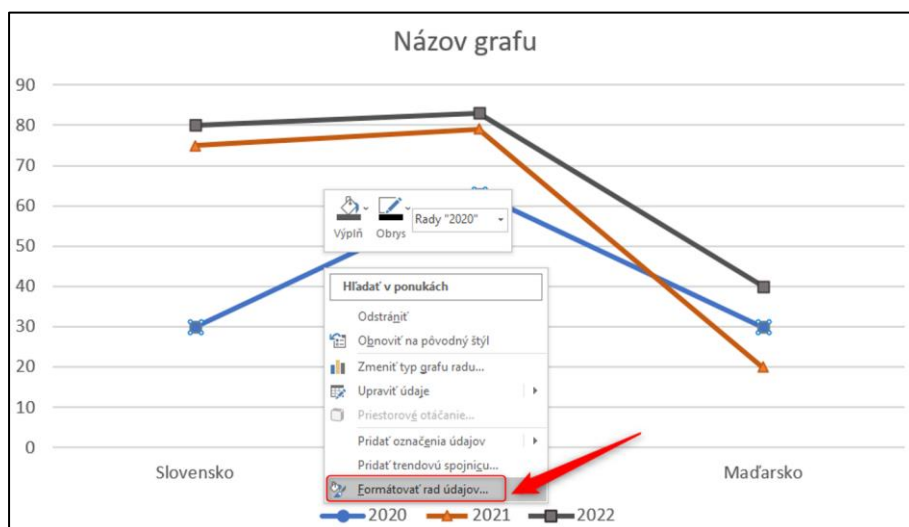 Názov grafu
90
80
70
60
50
40
30
20
10
0
Výplň Obrys Rady "2020"
Hľadať v ponukách
Odstrániť
Obnoviť na pôvodný štýl
Zmeniť typ grafu radu...
Upraviť údaje
Priestorové otáčanie...
Pridať označenia údajov
Pridať trendovú spojnicu...
Formátovať rad údajov...
Slovensko Maďarsko
2020 2021 2022